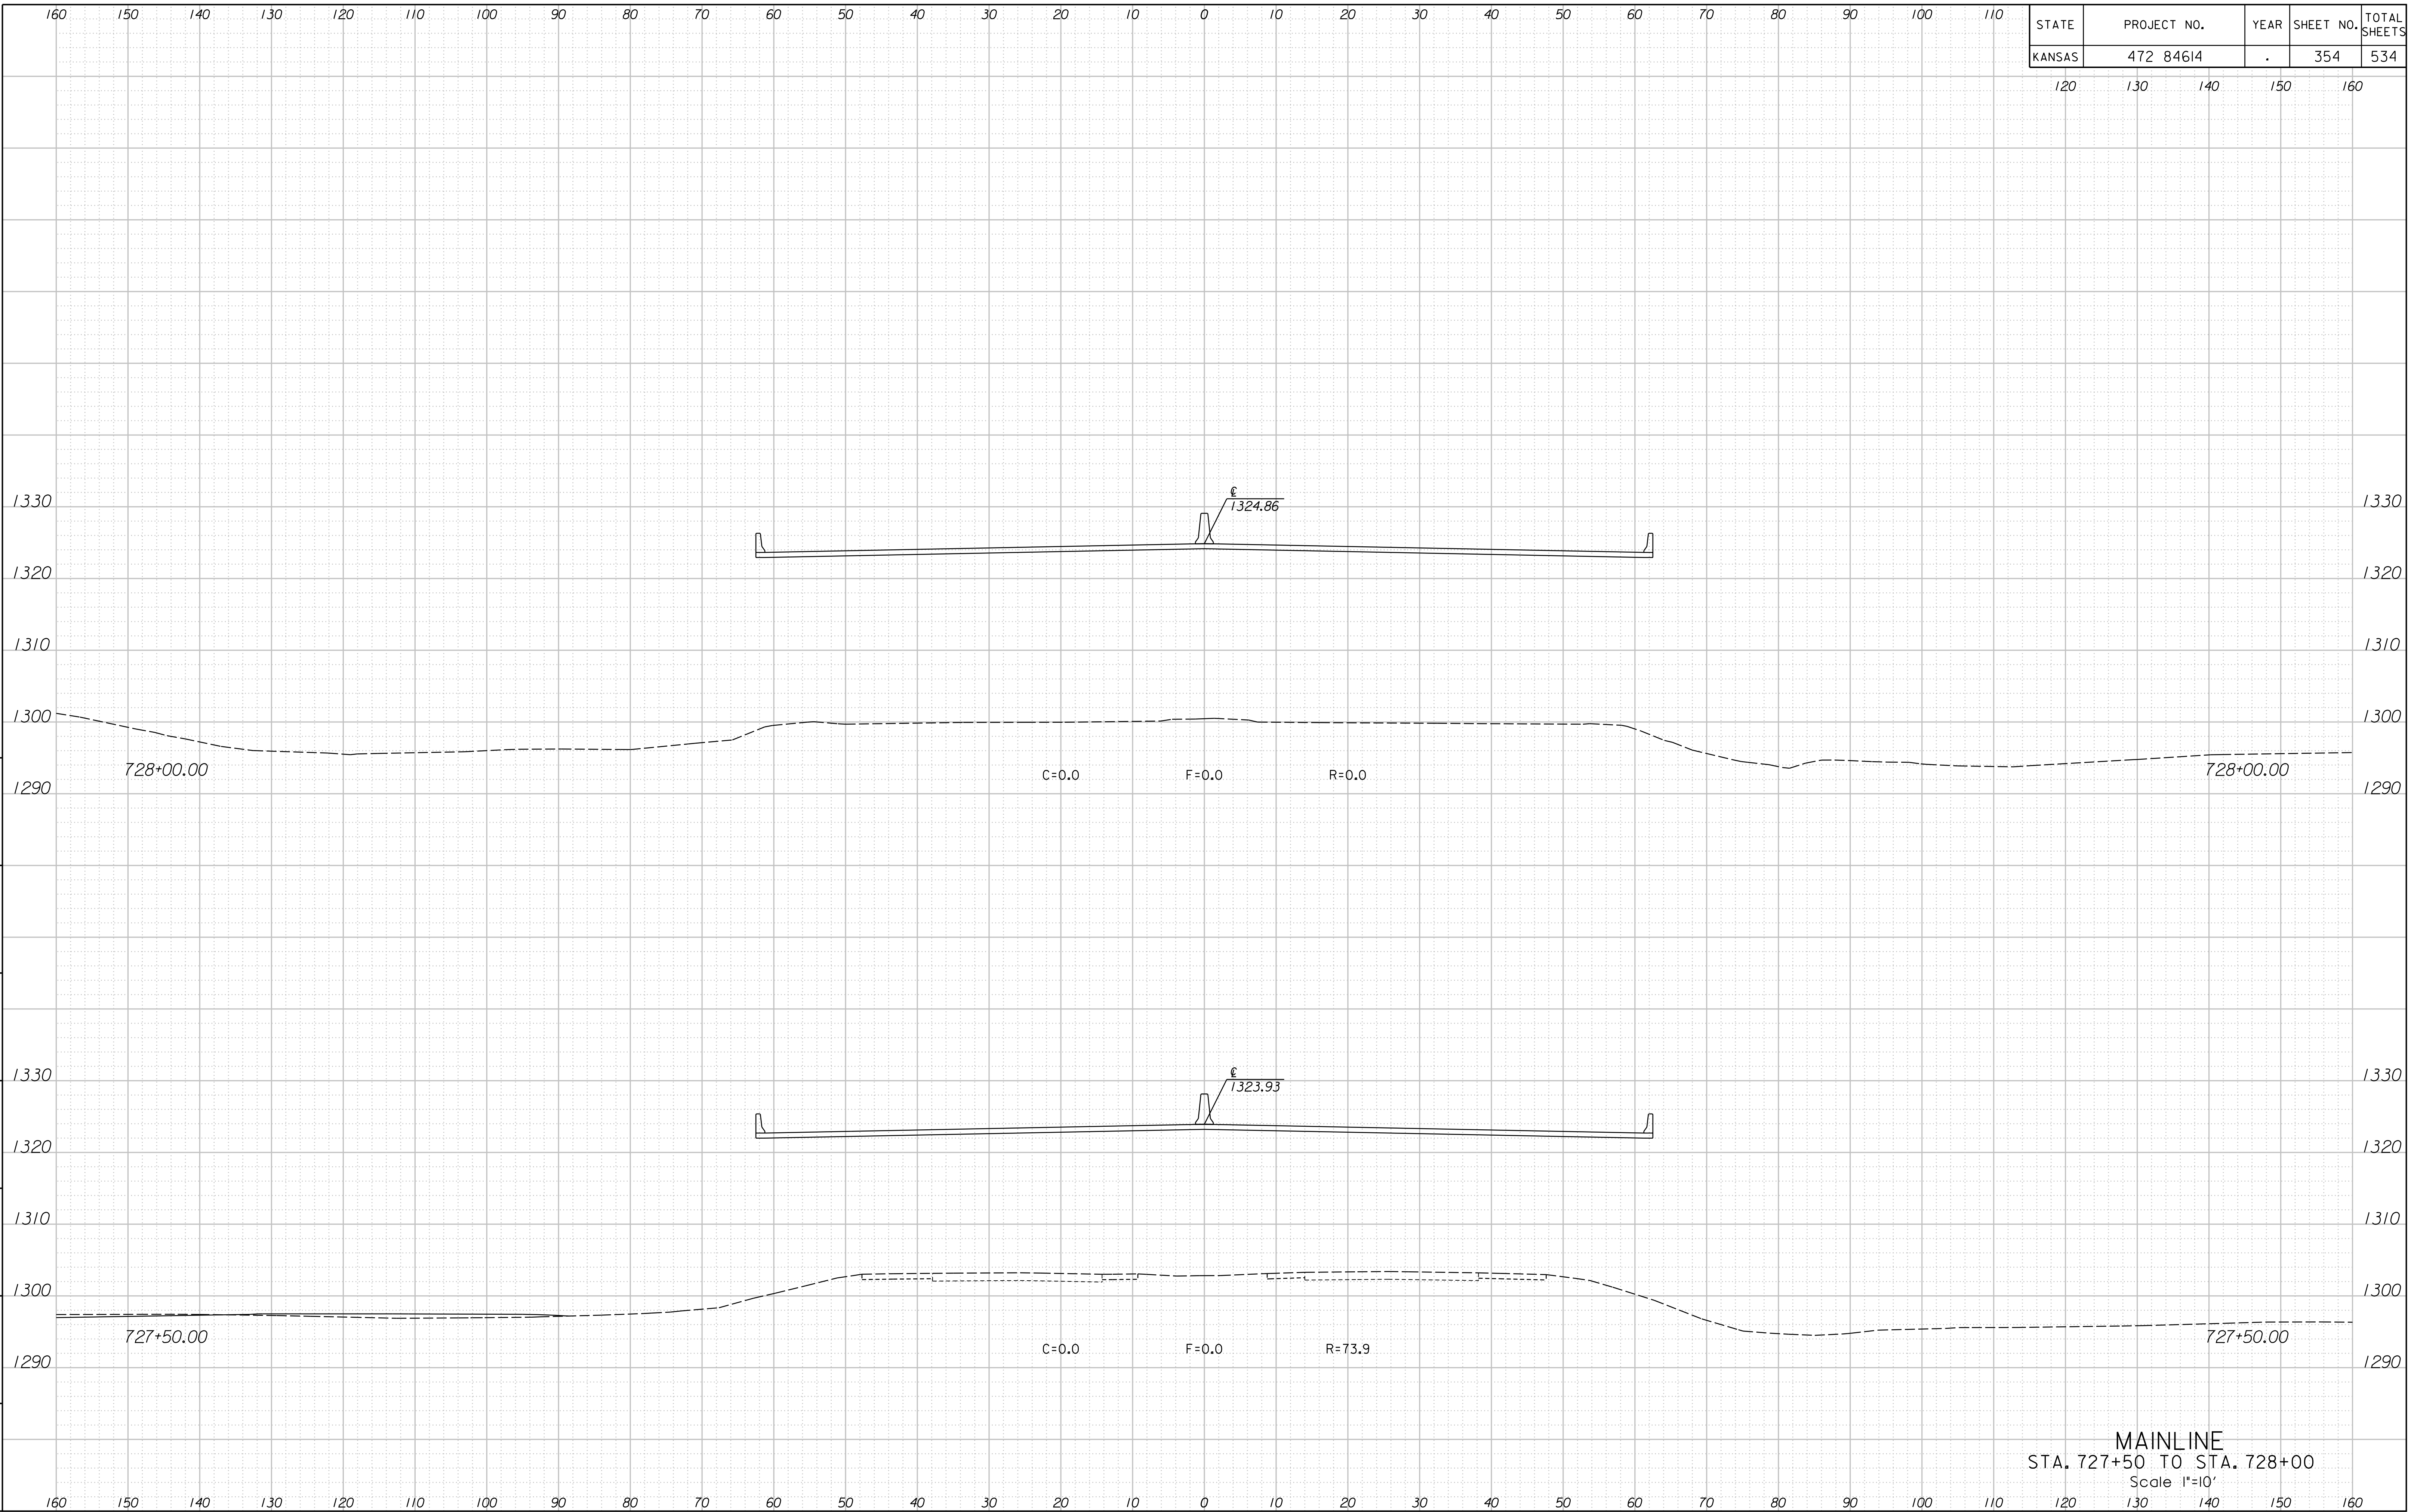 160 150 140 130 120 110 100 90 80 70 60 50 40 30 20 10 0 10 20 30 40 50 60 70 80 90 100 110
STATE PROJECT NO. YEAR SHEET NO. TOTAL SHEETS
KANSAS 472 84614 . 354 534
120 130 140 150 160
℄
1330 1324.86 1330
1320 1320
1310 1310
1300 1300
728+00.00 C=0.0 F=0.0 R=0.0 728+00.00
1290 1290
℄
1330 1323.93 1330
1320 1320
1310 1310
1300 1300
727+50.00 727+50.00
C=0.0 F=0.0 R=73.9
1290 1290
MAINLINE
STA. 727+50 TO STA. 728+00
Scale 1"=10'
160 150 140 130 120 110 100 90 80 70 60 50 40 30 20 10 0 10 20 30 40 50 60 70 80 90 100 110 120 130 140 150 160